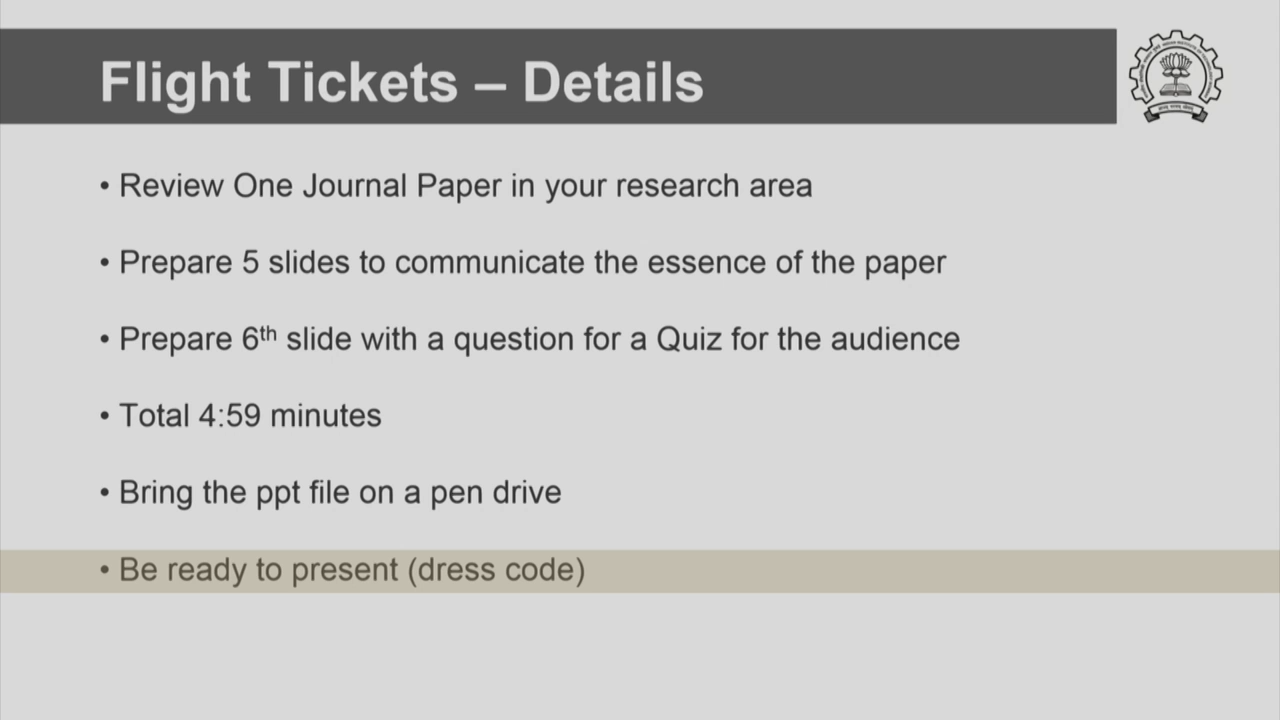 Flight Tickets – Details
• Review One Journal Paper in your research area
• Prepare 5 slides to communicate the essence of the paper
• Prepare 6th slide with a question for a Quiz for the audience
• Total 4:59 minutes
• Bring the ppt file on a pen drive
• Be ready to present (dress code)